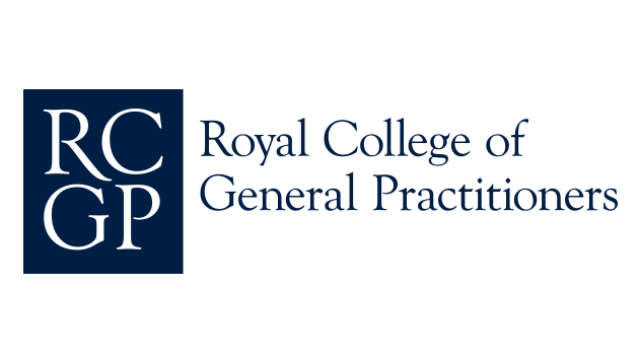 RC
GP
Royal College of
General Practitioners